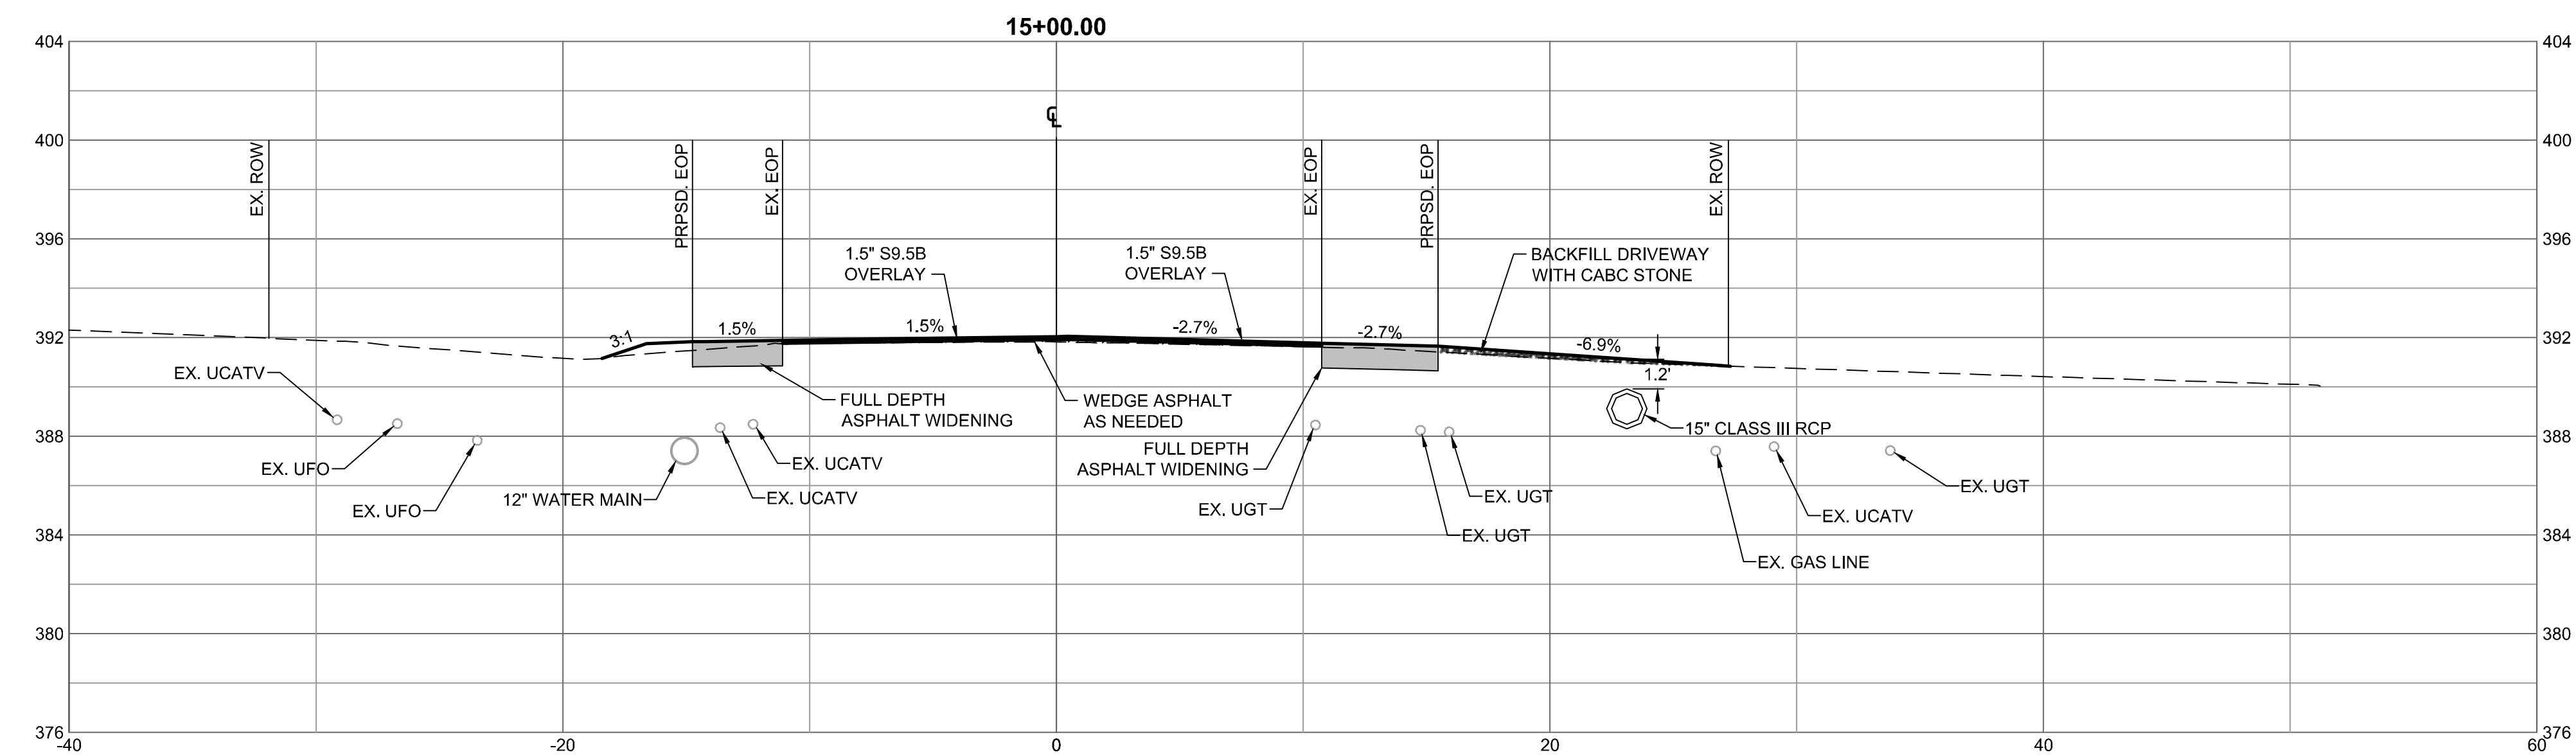 15+00.00
404
404
℄
400
400
EX. ROW
PRPSD. EOP
EX. EOP
EX. EOP
PRPSD. EOP
EX. ROW
396
396
1.5" S9.5B
OVERLAY
1.5" S9.5B
OVERLAY
BACKFILL DRIVEWAY
WITH CABC STONE
392
3:1
1.5%
1.5%
-2.7%
-2.7%
-6.9%
392
1.2'
EX. UCATV
FULL DEPTH
ASPHALT WIDENING
WEDGE ASPHALT
AS NEEDED
15" CLASS III RCP
388
388
EX. UFO
EX. UCATV
FULL DEPTH
ASPHALT WIDENING
EX. UFO
12" WATER MAIN
EX. UCATV
EX. UGT
EX. UGT
EX. UGT
EX. UCATV
EX. UGT
384
384
EX. GAS LINE
380
380
376
376
-40
-20
0
20
40
60